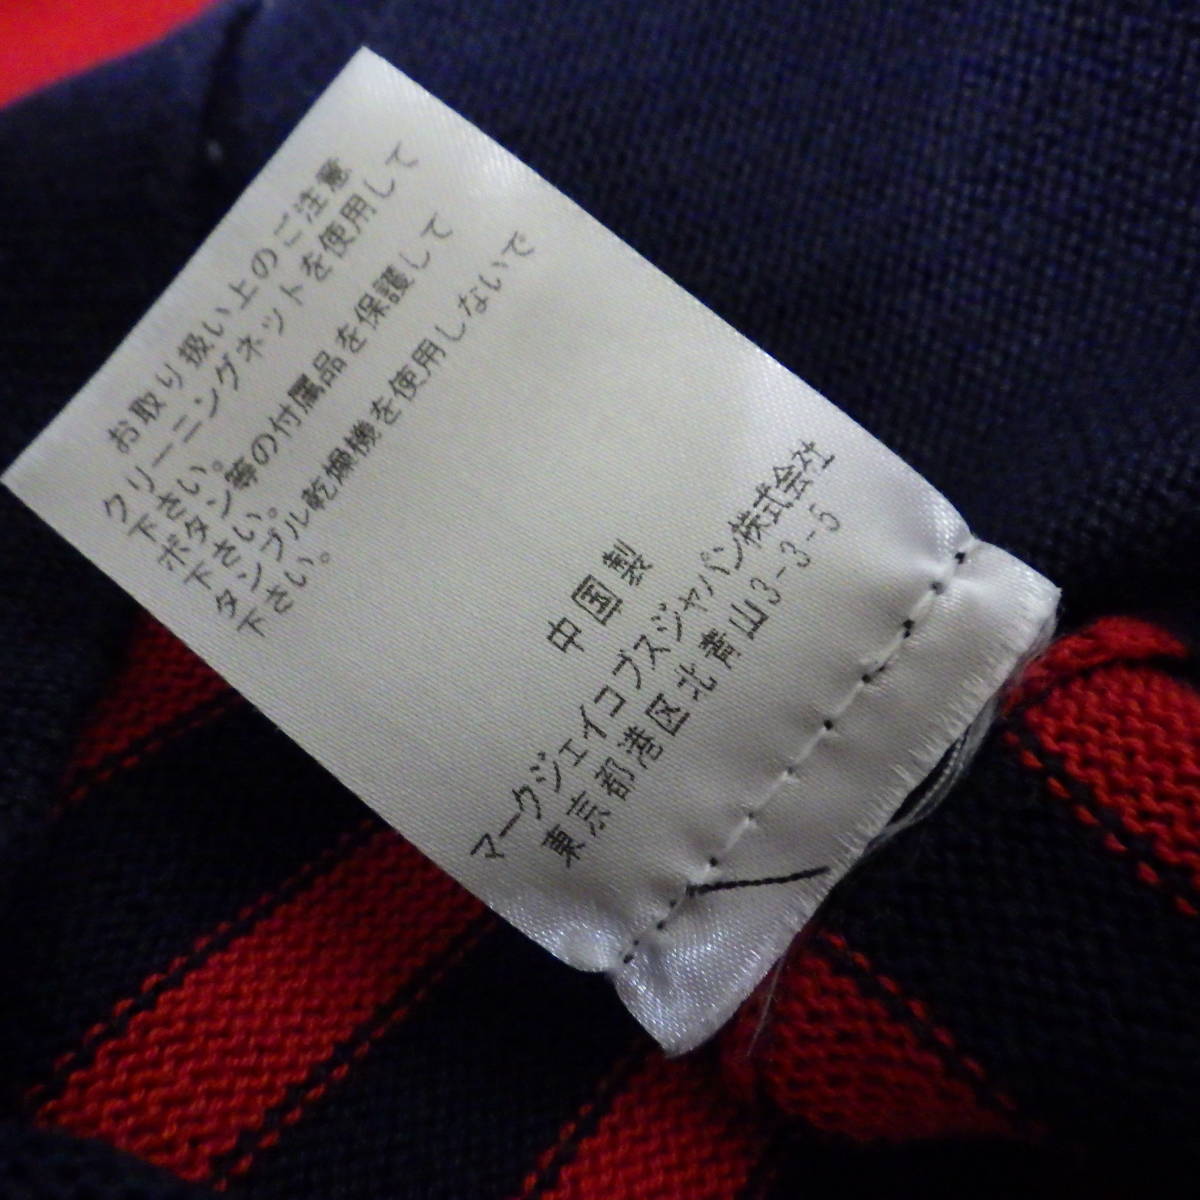 お取り扱い上のご注意
クリーニングネットを使用して
下さい。
ボタン等の付属品を保護して
下さい。
タンブル乾燥機を使用しないで
下さい。
中国製
マークジェイコブスジャパン株式会社
東京都港区北青山3-3-5